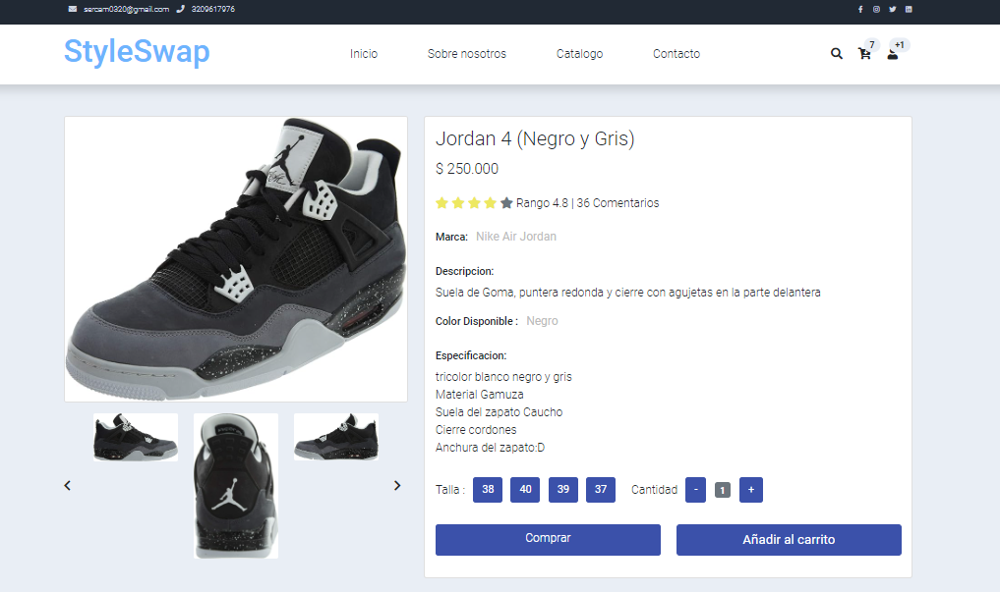 sercam0320@gmail.com 3209617976
StyleSwap
Inicio Sobre nosotros Catalogo Contacto
7 +1
Jordan 4 (Negro y Gris)
$ 250.000
Rango 4.8 | 36 Comentarios
Marca: Nike Air Jordan
Descripcion:
Suela de Goma, puntera redonda y cierre con agujetas en la parte delantera
Color Disponible : Negro
Especificacion:
tricolor blanco negro y gris
Material Gamuza
Suela del zapato Caucho
Cierre cordones
Anchura del zapato:D
Talla : 38 40 39 37 Cantidad - 1 +
Comprar Añadir al carrito